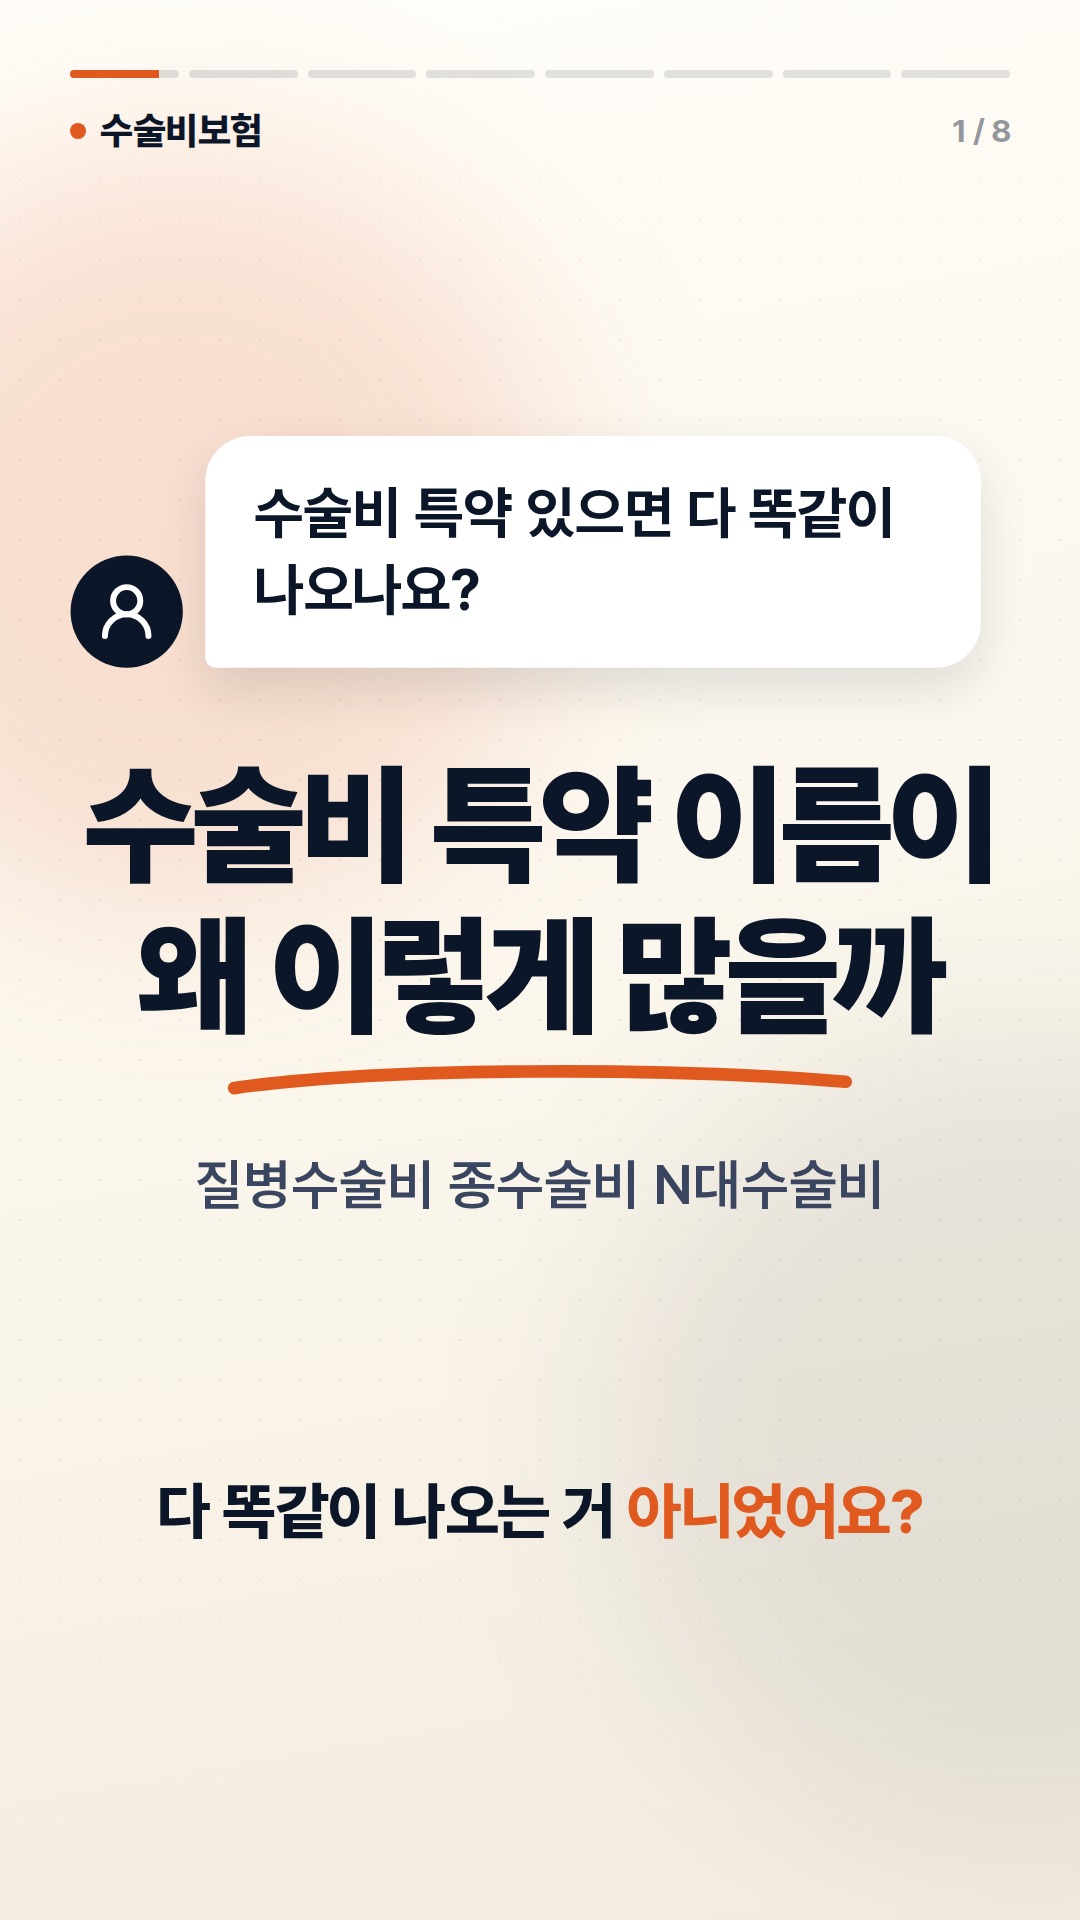 수술비보험
1 / 8
수술비 특약 있으면 다 똑같이
나오나요?
수술비 특약 이름이
왜 이렇게 많을까
질병수술비 종수술비 N대수술비
다 똑같이 나오는 거 아니었어요?